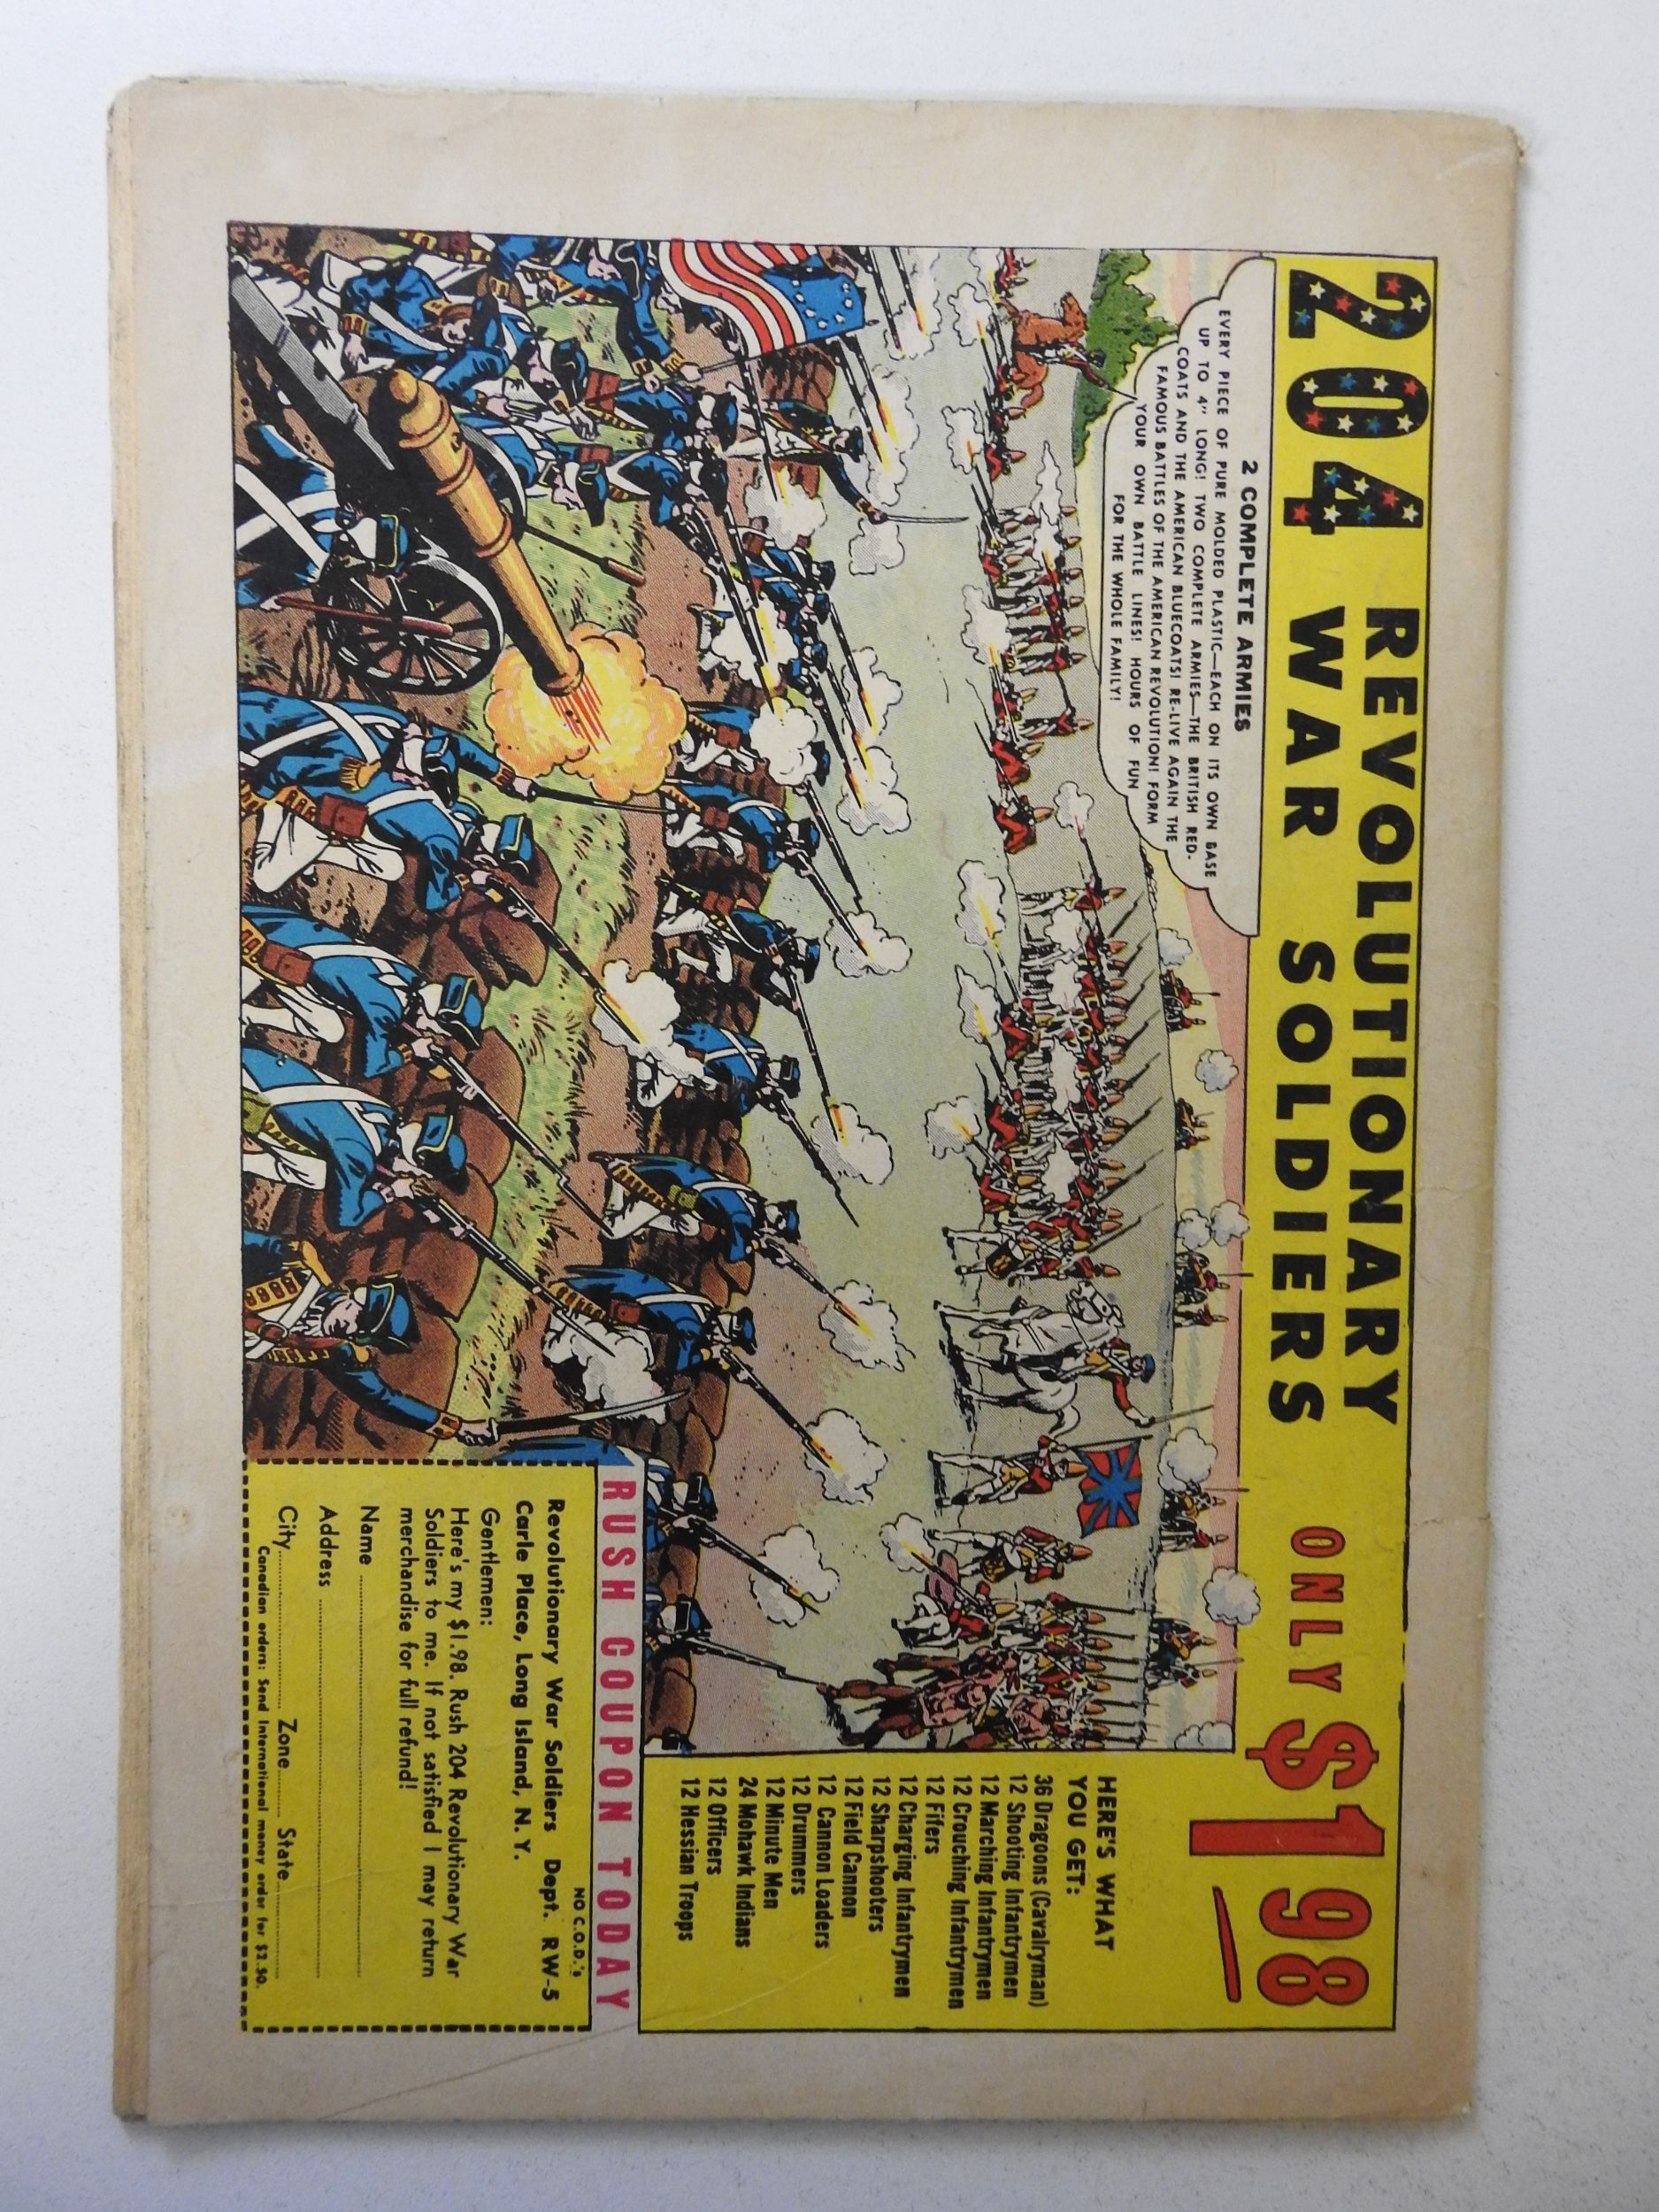 204 REVOLUTIONARY
WAR SOLDIERS
ONLY $1 98
2 COMPLETE ARMIES
EVERY PIECE OF PURE MOLDED PLASTIC—EACH ON ITS OWN BASE
UP TO 4" LONG! TWO COMPLETE ARMIES—THE BRITISH RED-
COATS AND THE AMERICAN BLUECOATS! RE-LIVE AGAIN THE
FAMOUS BATTLES OF THE AMERICAN REVOLUTION! FORM
YOUR OWN BATTLE LINES! HOURS OF FUN
FOR THE WHOLE FAMILY!
HERE'S WHAT
YOU GET:
36 Dragoons (Cavalryman)
12 Shooting Infantrymen
12 Marching Infantrymen
12 Crouching Infantrymen
12 Fifers
12 Charging Infantrymen
12 Sharpshooters
12 Field Cannon
12 Cannon Loaders
12 Drummers
12 Minute Men
24 Mohawk Indians
12 Officers
12 Hessian Troops
RUSH COUPON TODAY
NO C.O.D.'s
Revolutionary War Soldiers Dept. RW-5
Carle Place, Long Island, N. Y.
Gentlemen:
Here's my $1.98. Rush 204 Revolutionary War
Soldiers to me. If not satisfied I may return
merchandise for full refund!
Name
Address
City Zone State
Canadian orders: Send International money order for $2.50.